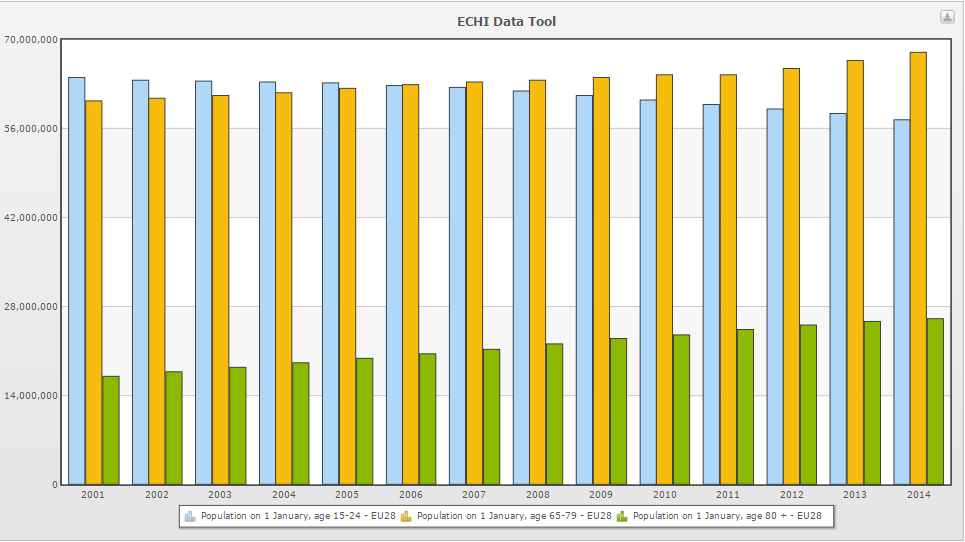 ECHI Data Tool
70,000,000
56,000,000
42,000,000
28,000,000
14,000,000
0
2001 2002 2003 2004 2005 2006 2007 2008 2009 2010 2011 2012 2013 2014
Population on 1 January, age 15-24 - EU28 Population on 1 January, age 65-79 - EU28 Population on 1 January, age 80 + - EU28